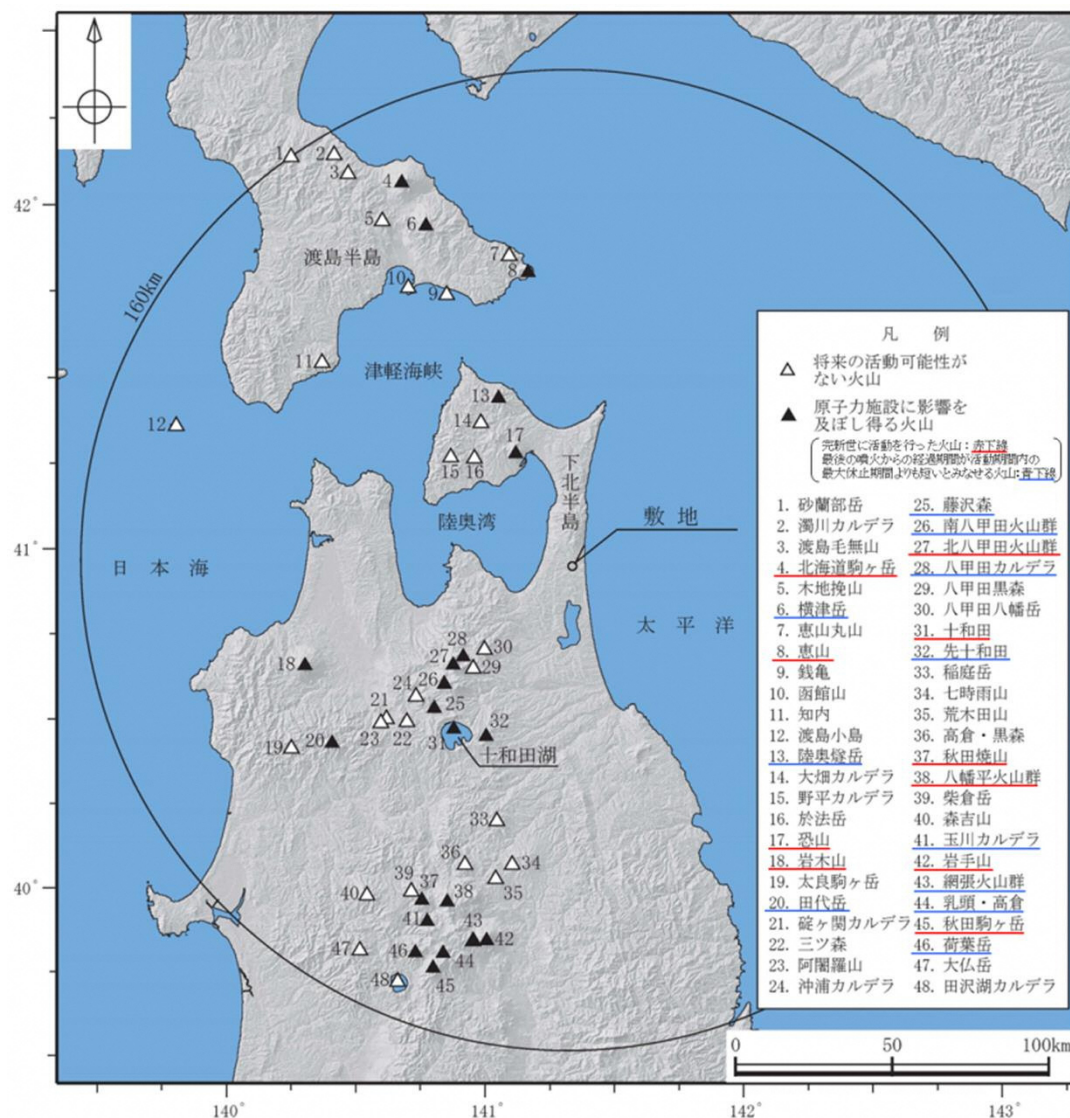 160km
42°
41°
40°
140°
141°
142°
143°
渡島半島
津軽海峡
下北半島
陸奥湾
敷地
日本海
太平洋
十和田湖
1
2
3
4
5
6
7
8
9
10
11
12
13
14
15
16
17
18
19
20
21
22
23
24
25
26
27
28
29
30
31
32
33
34
35
36
37
38
39
40
41
42
43
44
45
46
47
48
凡 例
△ 将来の活動可能性が
ない火山
▲ 原子力施設に影響を
及ぼし得る火山
(完新世に活動を行った火山:赤下線
最後の噴火からの経過期間が活動期間内の
最大休止期間よりも短いとみなせる火山:青下線)
1. 砂蘭部岳
2. 濁川カルデラ
3. 渡島毛無山
4. 北海道駒ヶ岳
5. 木地挽山
6. 横津岳
7. 恵山丸山
8. 恵山
9. 銭亀
10. 函館山
11. 知内
12. 渡島小島
13. 陸奥燧岳
14. 大畑カルデラ
15. 野平カルデラ
16. 於法岳
17. 恐山
18. 岩木山
19. 太良駒ヶ岳
20. 田代岳
21. 碇ヶ関カルデラ
22. 三ツ森
23. 阿闍羅山
24. 沖浦カルデラ
25. 藤沢森
26. 南八甲田火山群
27. 北八甲田火山群
28. 八甲田カルデラ
29. 八甲田黒森
30. 八甲田八幡岳
31. 十和田
32. 先十和田
33. 稲庭岳
34. 七時雨山
35. 荒木田山
36. 高倉・黒森
37. 秋田焼山
38. 八幡平火山群
39. 柴倉岳
40. 森吉山
41. 玉川カルデラ
42. 岩手山
43. 網張火山群
44. 乳頭・高倉
45. 秋田駒ヶ岳
46. 荷葉岳
47. 大仏岳
48. 田沢湖カルデラ
0 50 100km